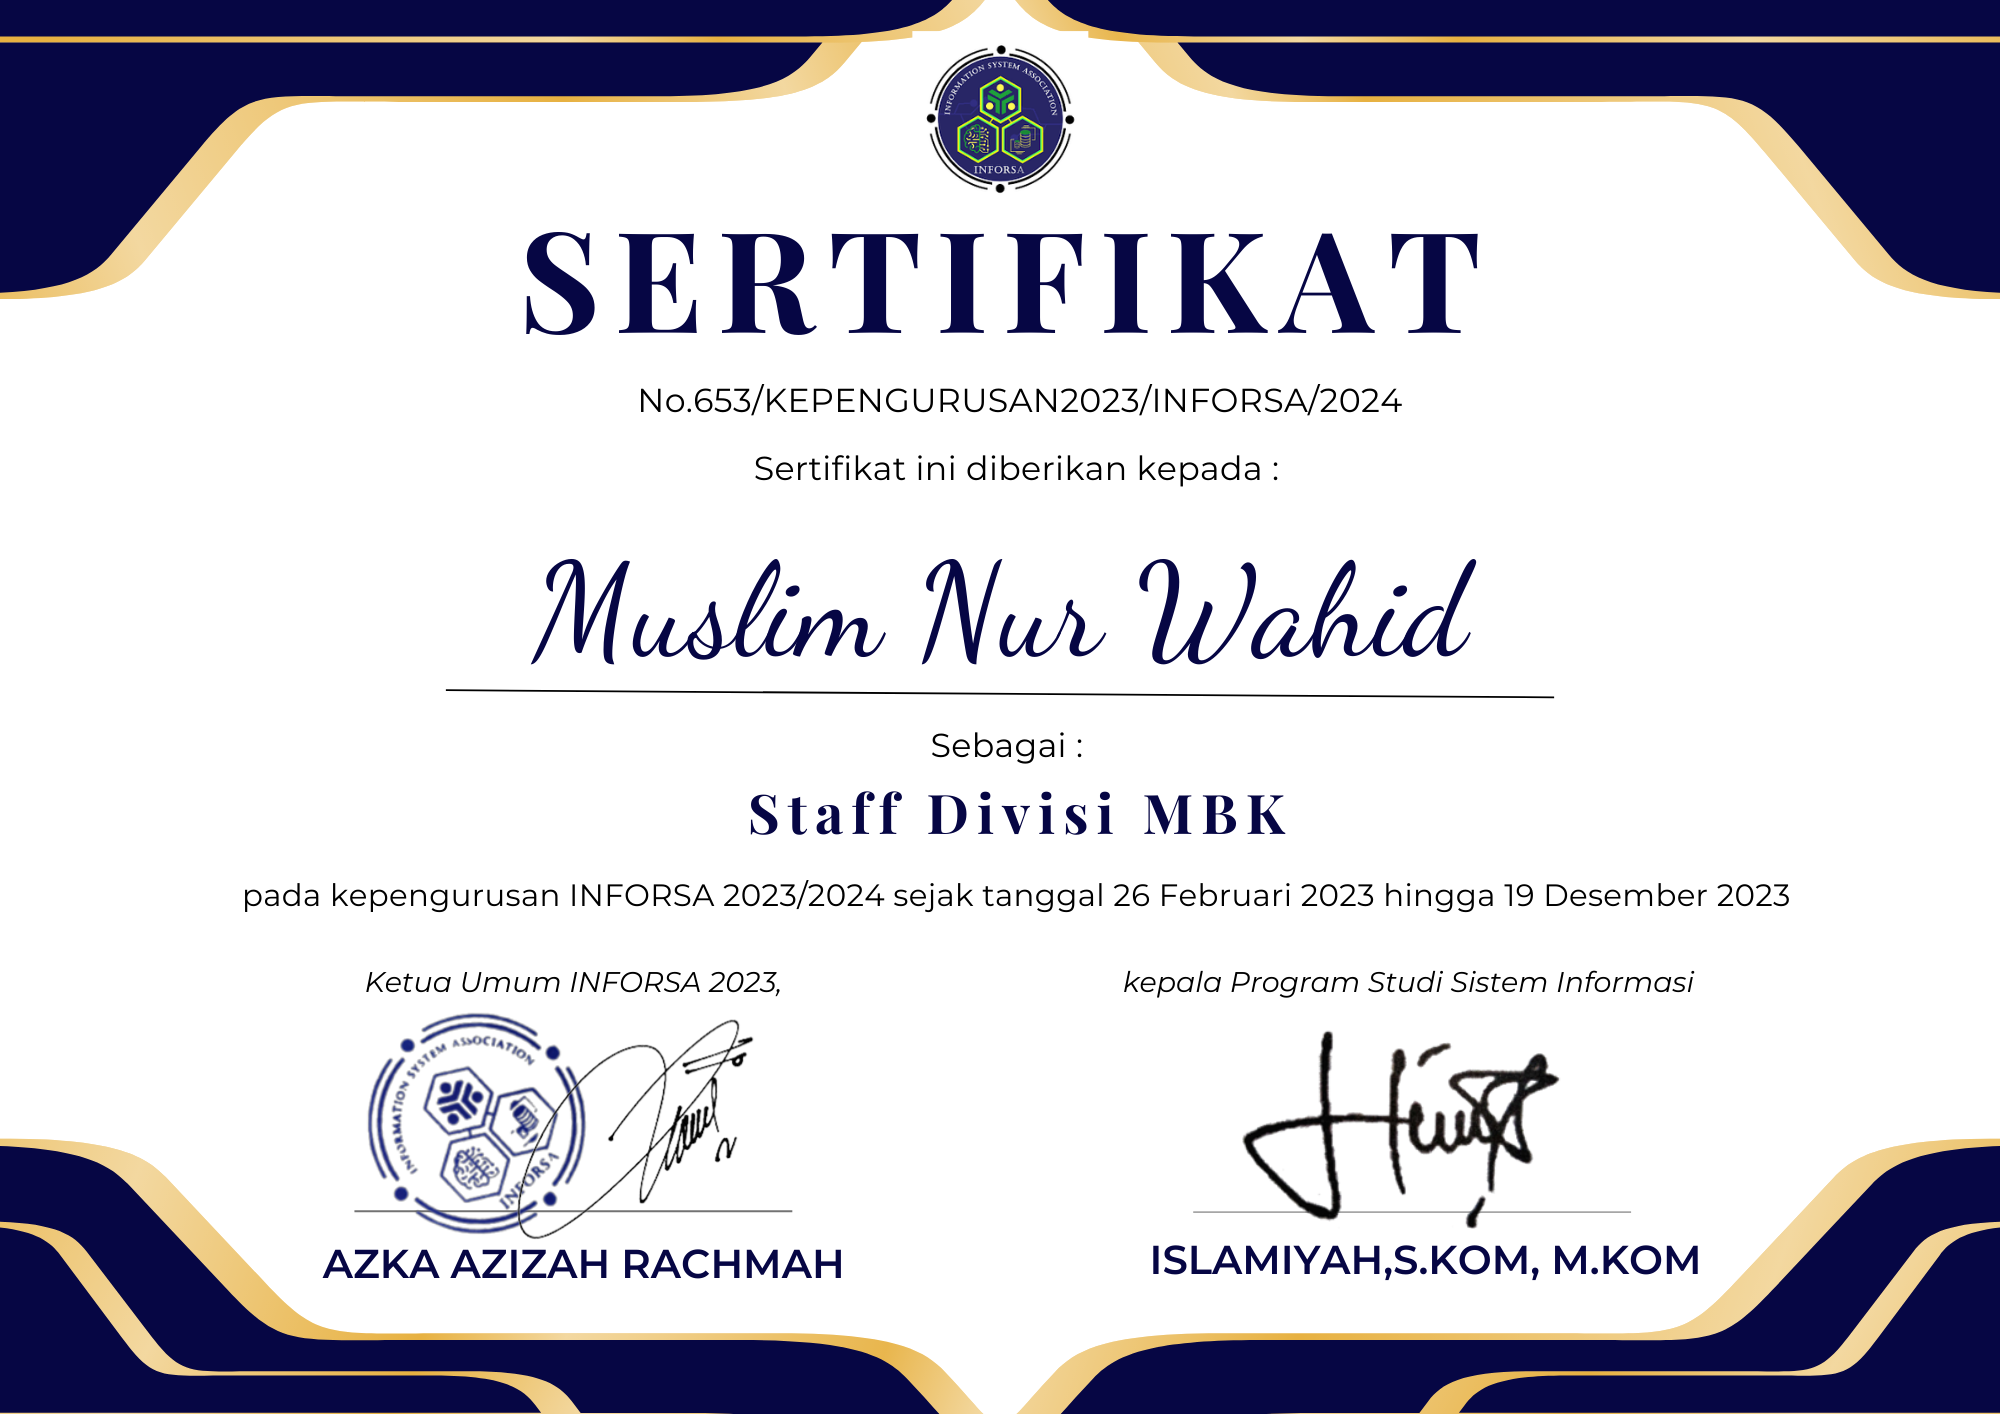 INFORMATION SYSTEM ASSOCIATION
INFORSA
SERTIFIKAT
No.653/KEPENGURUSAN2023/INFORSA/2024
Sertifikat ini diberikan kepada :
Muslim Nur Wahid
Sebagai :
Staff Divisi MBK
pada kepengurusan INFORSA 2023/2024 sejak tanggal 26 Februari 2023 hingga 19 Desember 2023
Ketua Umum INFORSA 2023,
kepala Program Studi Sistem Informasi
INFORMATION SYSTEM ASSOCIATION
INFORSA
AZKA AZIZAH RACHMAH
ISLAMIYAH,S.KOM, M.KOM